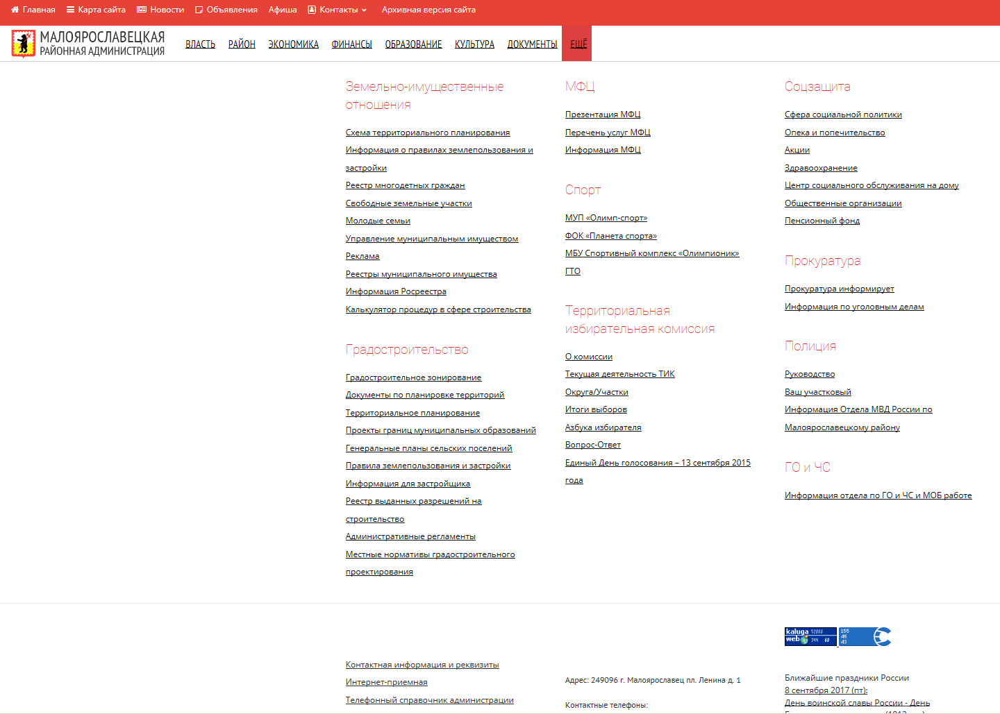 Главная Карта сайта Новости Объявления Афиша Контакты Архивная версия сайта
МАЛОЯРОСЛАВЕЦКАЯ
РАЙОННАЯ АДМИНИСТРАЦИЯ
ВЛАСТЬ РАЙОН ЭКОНОМИКА ФИНАНСЫ ОБРАЗОВАНИЕ КУЛЬТУРА ДОКУМЕНТЫ ЕЩЁ
Земельно-имущественные
отношения
Схема территориального планирования
Информация о правилах землепользования и
застройки
Реестр многодетных граждан
Свободные земельные участки
Молодые семьи
Управление муниципальным имуществом
Реклама
Реестры муниципального имущества
Информация Росреестра
Калькулятор процедур в сфере строительства
Градостроительство
Градостроительное зонирование
Документы по планировке территорий
Территориальное планирование
Проекты границ муниципальных образований
Генеральные планы сельских поселений
Правила землепользования и застройки
Информация для застройщика
Реестр выданных разрешений на
строительство
Административные регламенты
Местные нормативы градостроительного
проектирования
МФЦ
Презентация МФЦ
Перечень услуг МФЦ
Информация МФЦ
Спорт
МУП «Олимп-спорт»
ФОК «Планета спорта»
МБУ Спортивный комплекс «Олимпионик»
ГТО
Территориальная
избирательная комиссия
О комиссии
Текущая деятельность ТИК
Округа/Участки
Итоги выборов
Азбука избирателя
Вопрос-Ответ
Единый День голосования – 13 сентября 2015
года
Соцзащита
Сфера социальной политики
Опека и попечительство
Акции
Здравоохранение
Центр социального обслуживания на дому
Общественные организации
Пенсионный фонд
Прокуратура
Прокуратура информирует
Информация по уголовным делам
Полиция
Руководство
Ваш участковый
Информация Отдела МВД России по
Малоярославецкому району
ГО и ЧС
Информация отдела по ГО и ЧС и МОБ работе
Контактная информация и реквизиты
Интернет-приемная
Телефонный справочник администрации
Адрес: 249096 г. Малоярославец пл. Ленина д. 1
Контактные телефоны:
kaluga 52088
web 344 60
155
46
43
Ближайшие праздники России
8 сентября 2017 (пт):
День воинской славы России - День